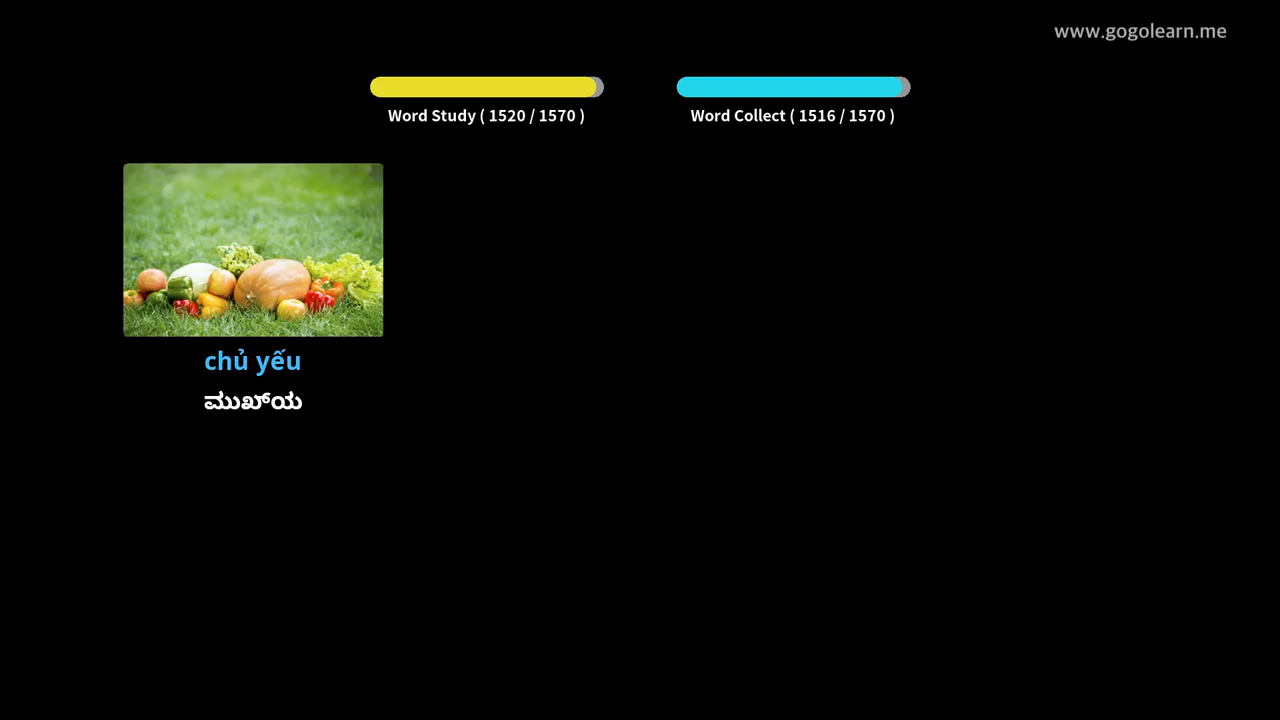 www.gogolearn.me
Word Study ( 1520 / 1570 )
Word Collect ( 1516 / 1570 )
chủ yếu
ಮುಖ್ಯ